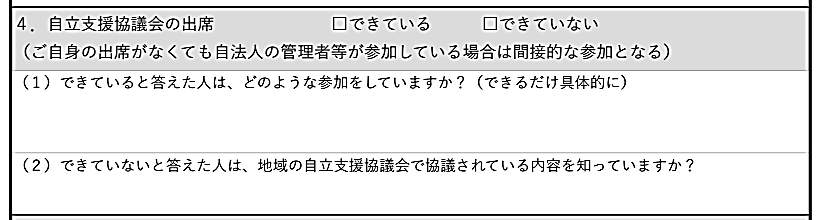 4．自立支援協議会の出席　□できている　□できていない
（ご自身の出席がなくても自法人の管理者等が参加している場合は間接的な参加となる）
（1）できていると答えた人は、どのような参加をしていますか？（できるだけ具体的に）
（2）できていないと答えた人は、地域の自立支援協議会で協議されている内容を知っていますか？